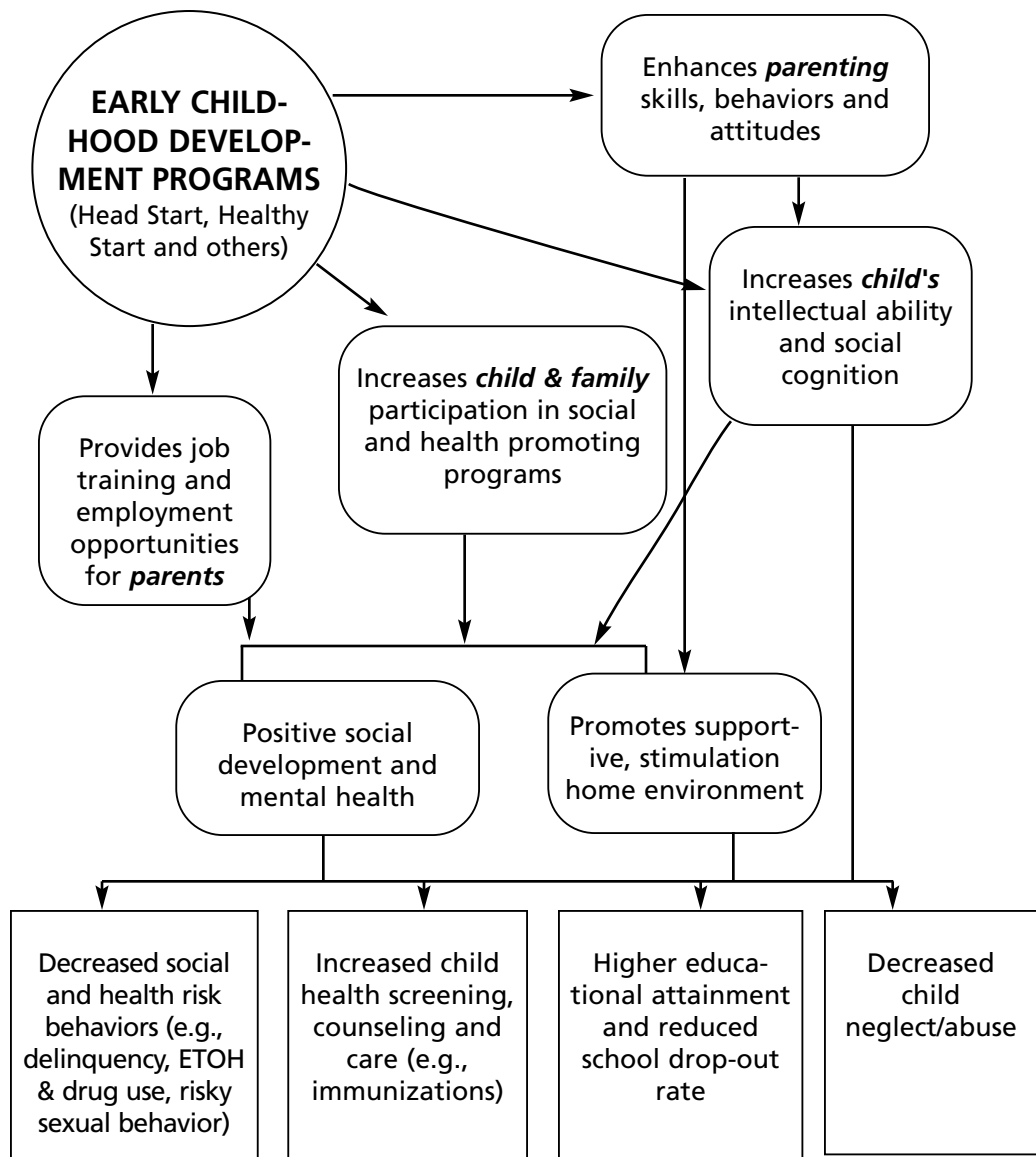 EARLY CHILD-
HOOD DEVELOP-
MENT PROGRAMS
(Head Start, Healthy
Start and others)
Enhances parenting
skills, behaviors and
attitudes
Increases child's
intellectual ability
and social
cognition
Increases child & family
participation in social
and health promoting
programs
Provides job
training and
employment
opportunities
for parents
Positive social
development and
mental health
Promotes support-
ive, stimulation
home environment
Decreased social
and health risk
behaviors (e.g.,
delinquency, ETOH
& drug use, risky
sexual behavior)
Increased child
health screening,
counseling and
care (e.g.,
immunizations)
Higher educa-
tional attainment
and reduced
school drop-out
rate
Decreased
child
neglect/abuse